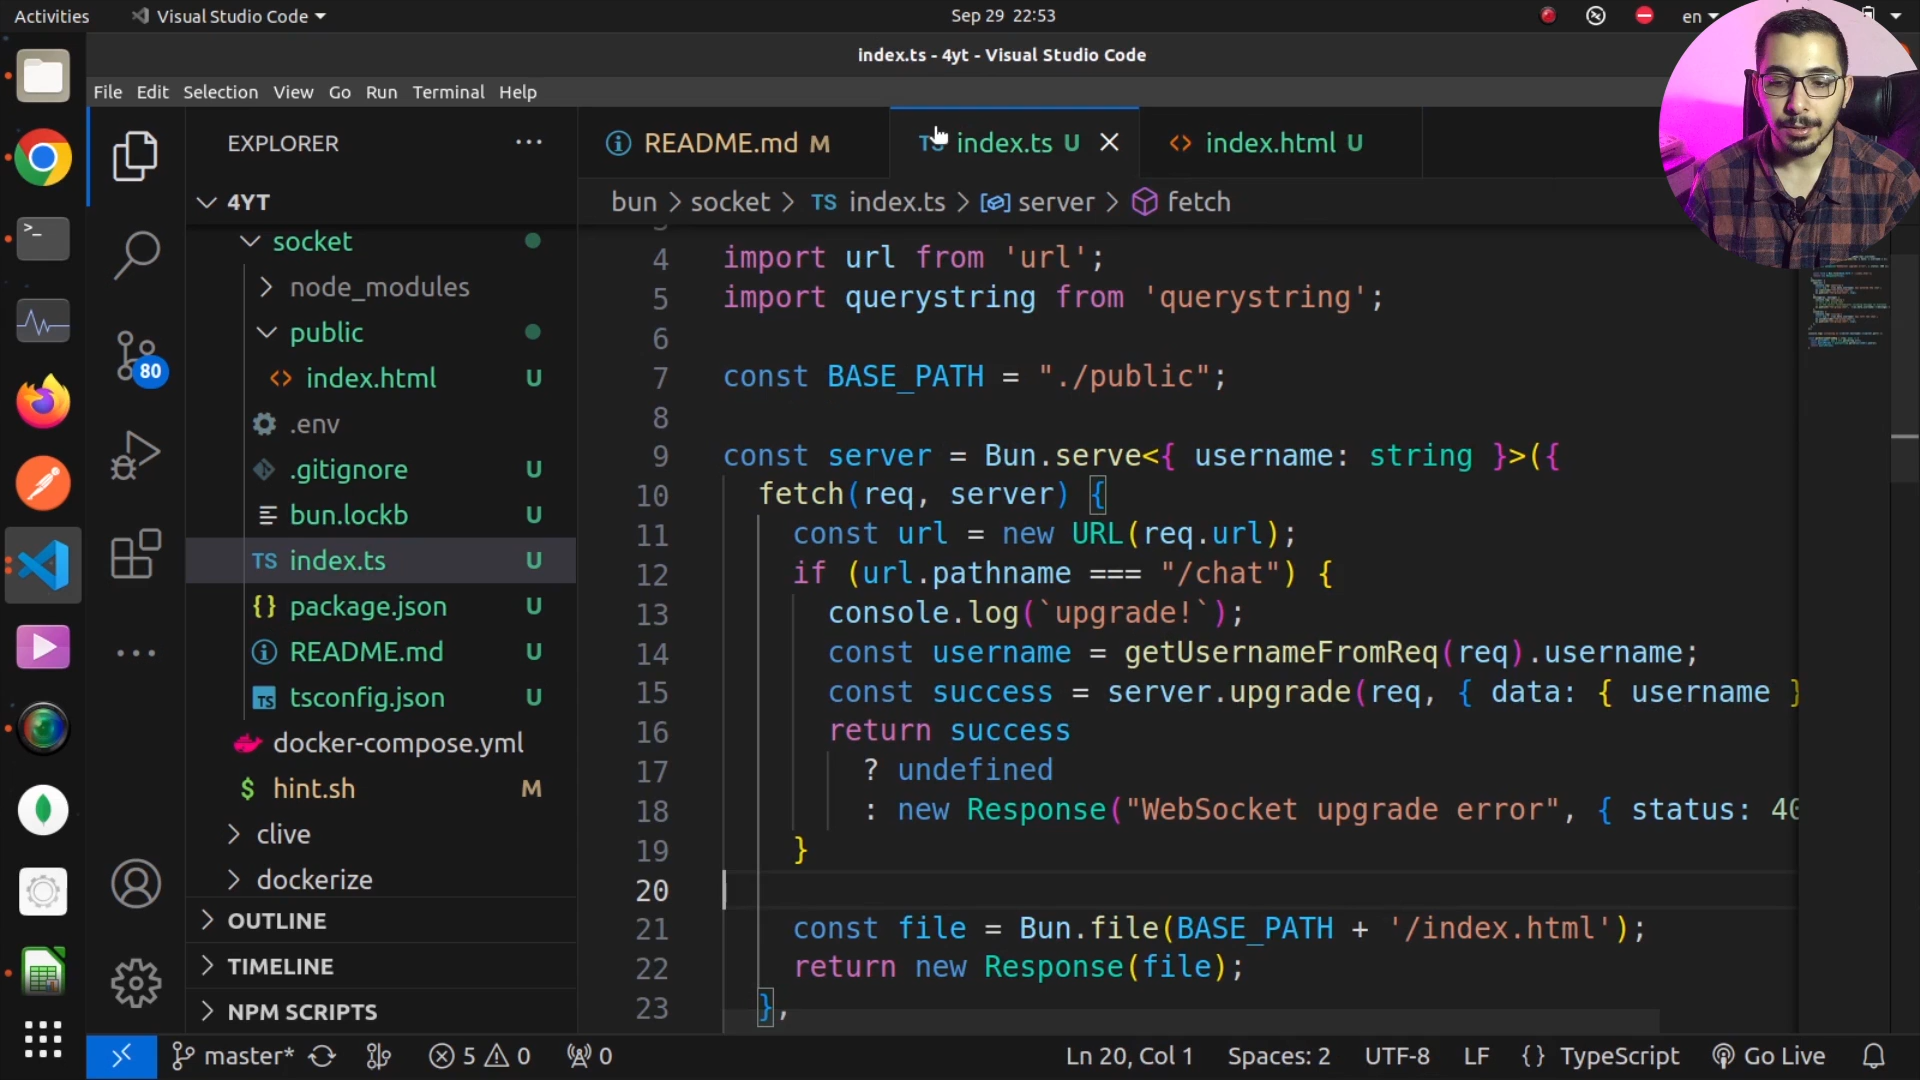 Activities
Visual Studio Code
Sep 29 22:53
en
index.ts - 4yt - Visual Studio Code
File Edit Selection View Go Run Terminal Help
EXPLORER
4YT
socket
node_modules
public
index.html U
.env
.gitignore U
bun.lockb U
TS index.ts U
{} package.json U
README.md U
TS tsconfig.json U
docker-compose.yml
$ hint.sh M
clive
dockerize
OUTLINE
TIMELINE
NPM SCRIPTS
80
README.md M
TS index.ts U
index.html U
bun > socket > TS index.ts > server > fetch
4 import url from 'url';
5 import querystring from 'querystring';
6
7 const BASE_PATH = "./public";
8
9 const server = Bun.serve<{ username: string }>({
10 fetch(req, server) {
11 const url = new URL(req.url);
12 if (url.pathname === "/chat") {
13 console.log(`upgrade!`);
14 const username = getUsernameFromReq(req).username;
15 const success = server.upgrade(req, { data: { username }
16 return success
17 ? undefined
18 : new Response("WebSocket upgrade error", { status: 40
19 }
20
21 const file = Bun.file(BASE_PATH + '/index.html');
22 return new Response(file);
23 },
master* 5 0 0 Ln 20, Col 1 Spaces: 2 UTF-8 LF {} TypeScript Go Live